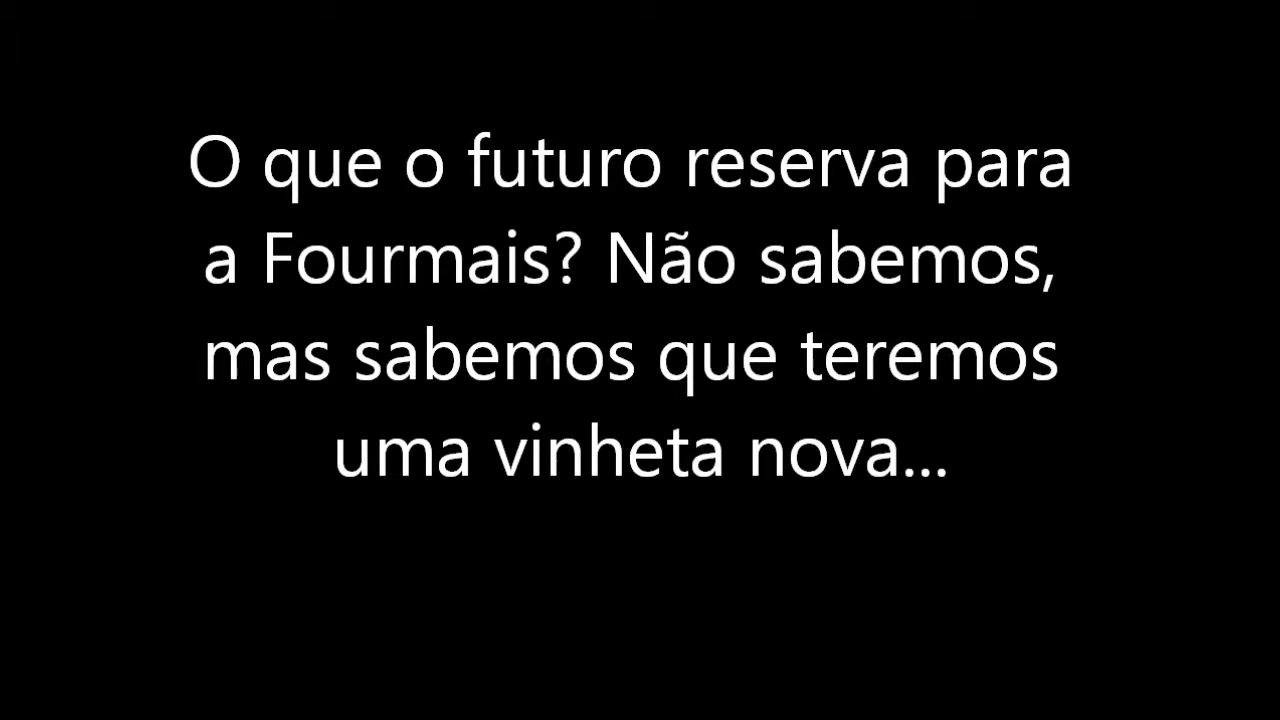 O que o futuro reserva para
a Fourmais? Não sabemos,
mas sabemos que teremos
uma vinheta nova...